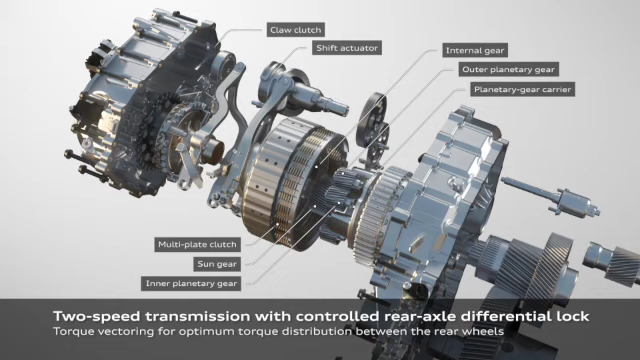 Claw clutch
Shift actuator
Internal gear
Outer planetary gear
Planetary-gear carrier
Multi-plate clutch
Sun gear
Inner planetary gear
Two-speed transmission with controlled rear-axle differential lock
Torque vectoring for optimum torque distribution between the rear wheels